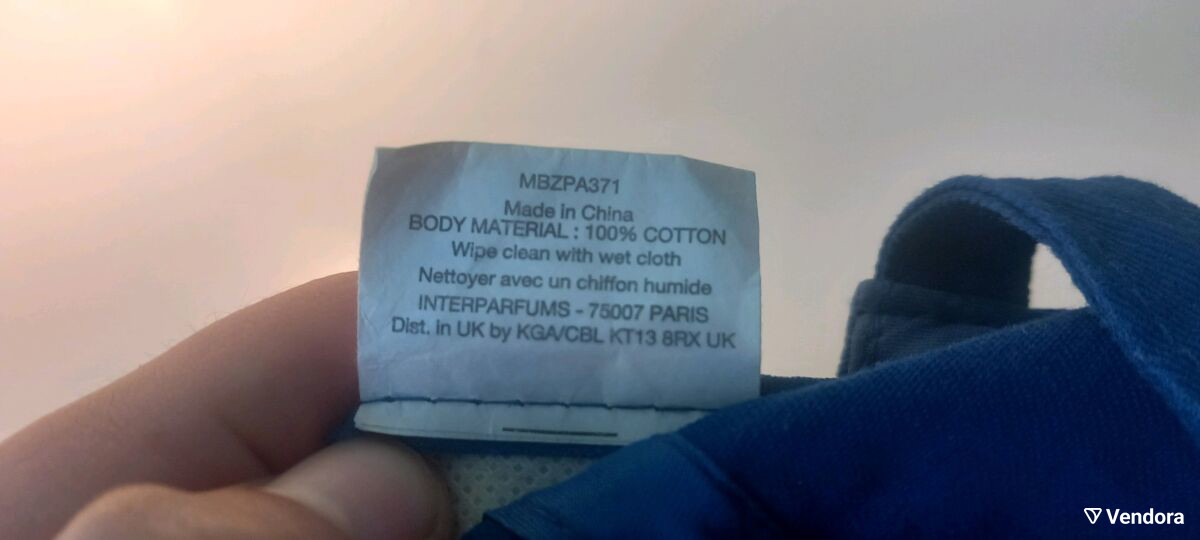 MBZPA371
Made in China
BODY MATERIAL : 100% COTTON
Wipe clean with wet cloth
Nettoyer avec un chiffon humide
INTERPARFUMS - 75007 PARIS
Dist. in UK by KGA/CBL KT13 8RX UK
Vendora